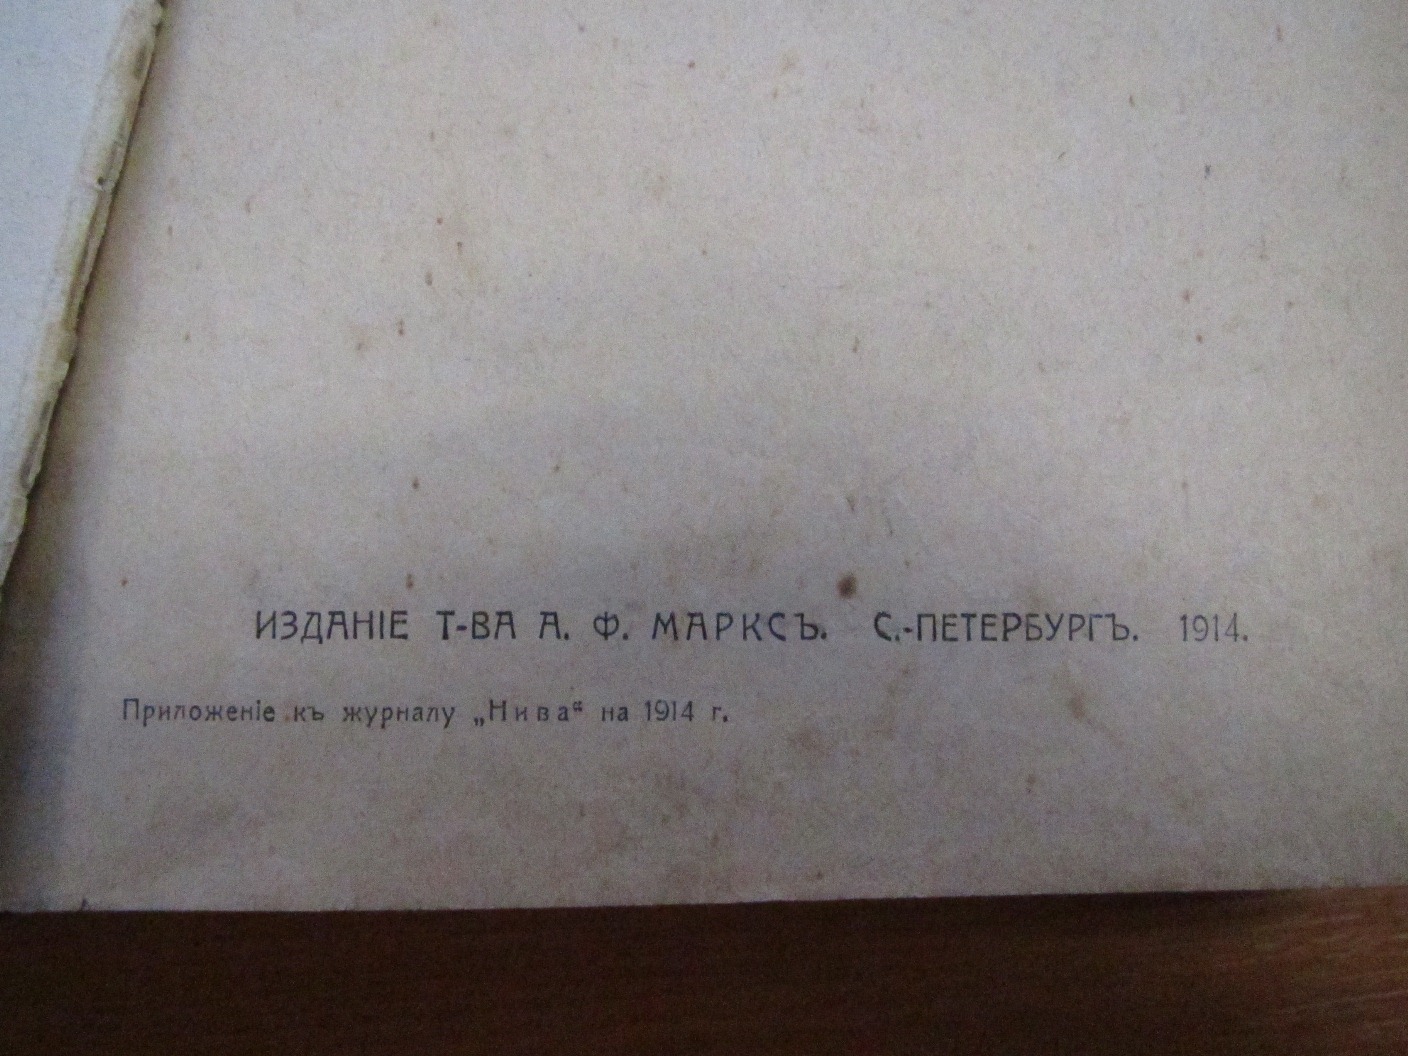 ИЗДАНІЕ Т-ВА А. Ф. МАРКСЪ. С.-ПЕТЕРБУРГЪ. 1914.
Приложеніе къ журналу „Нива“ на 1914 г.